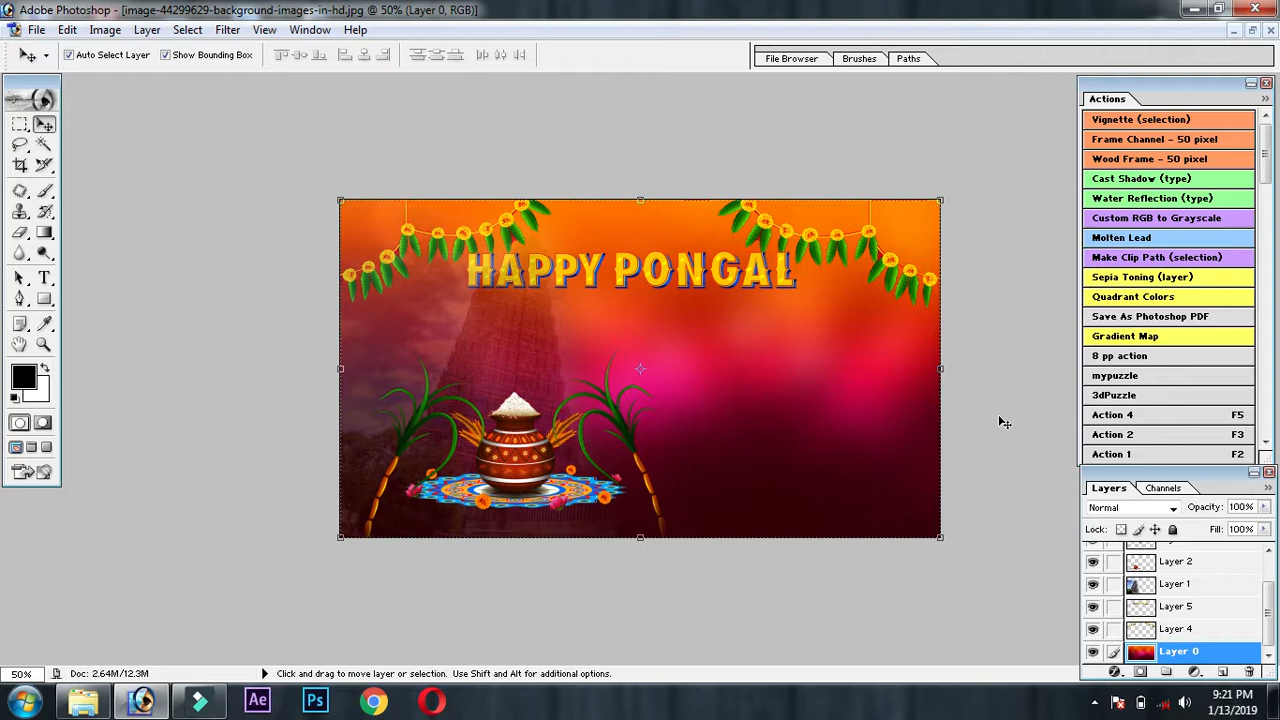 Adobe Photoshop - [image-44299629-background-images-in-hd.jpg @ 50% (Layer 0, RGB)]
File Edit Image Layer Select Filter View Window Help
Auto Select Layer Show Bounding Box
File Browser Brushes Paths
Actions
Vignette (selection)
Frame Channel - 50 pixel
Wood Frame - 50 pixel
Cast Shadow (type)
Water Reflection (type)
Custom RGB to Grayscale
Molten Lead
Make Clip Path (selection)
Sepia Toning (layer)
Quadrant Colors
Save As Photoshop PDF
Gradient Map
8 pp action
mypuzzle
3dPuzzle
Action 4 F5
Action 2 F3
Action 1 F2
HAPPY PONGAL
Layers Channels
Normal Opacity: 100%
Lock: Fill: 100%
Layer 2
Layer 1
Layer 5
Layer 4
Layer 0
50% Doc: 2.64M/12.3M Click and drag to move layer or selection. Use Shift and Alt for additional options.
Ae Ps
9:21 PM
1/13/2019